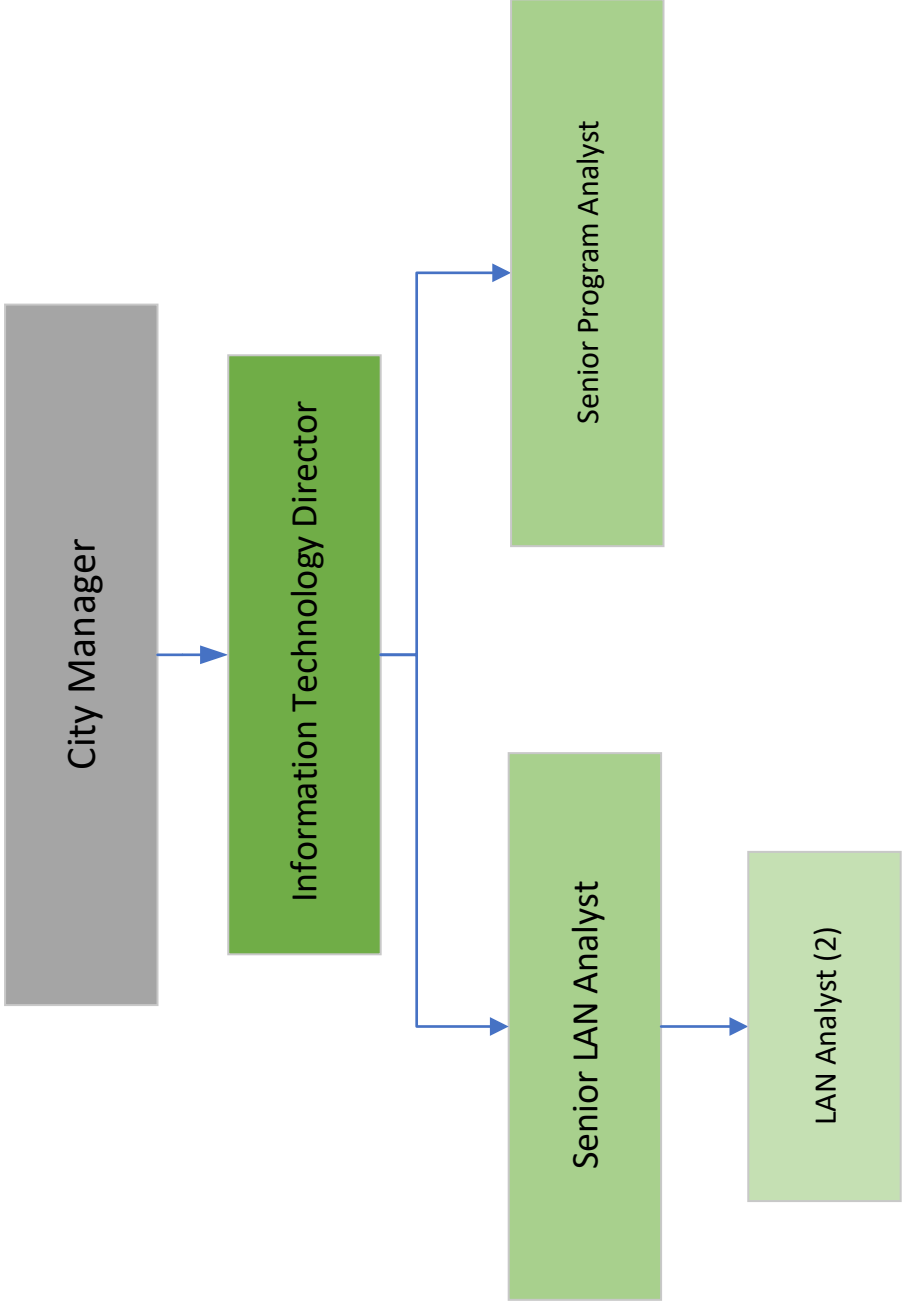 City Manager
Information Technology Director
Senior LAN Analyst
Senior Program Analyst
LAN Analyst (2)